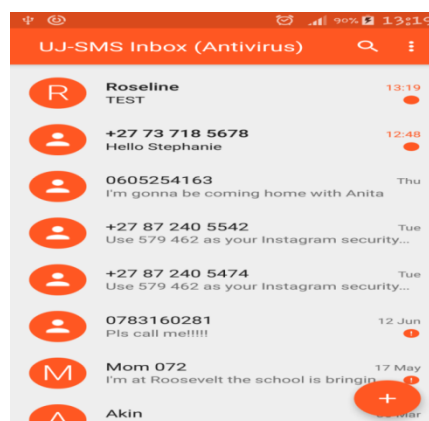 90% 13:19
UJ-SMS Inbox (Antivirus)
R Roseline 13:19
TEST
+27 73 718 5678 12:48
Hello Stephanie
0605254163 Thu
I'm gonna be coming home with Anita
+27 87 240 5542 Tue
Use 579 462 as your Instagram security...
+27 87 240 5474 Tue
Use 579 462 as your Instagram security...
0783160281 12 Jun
Pls call me!!!!!
M Mom 072 17 May
I'm at Roosevelt the school is bringin
A Akin Mar